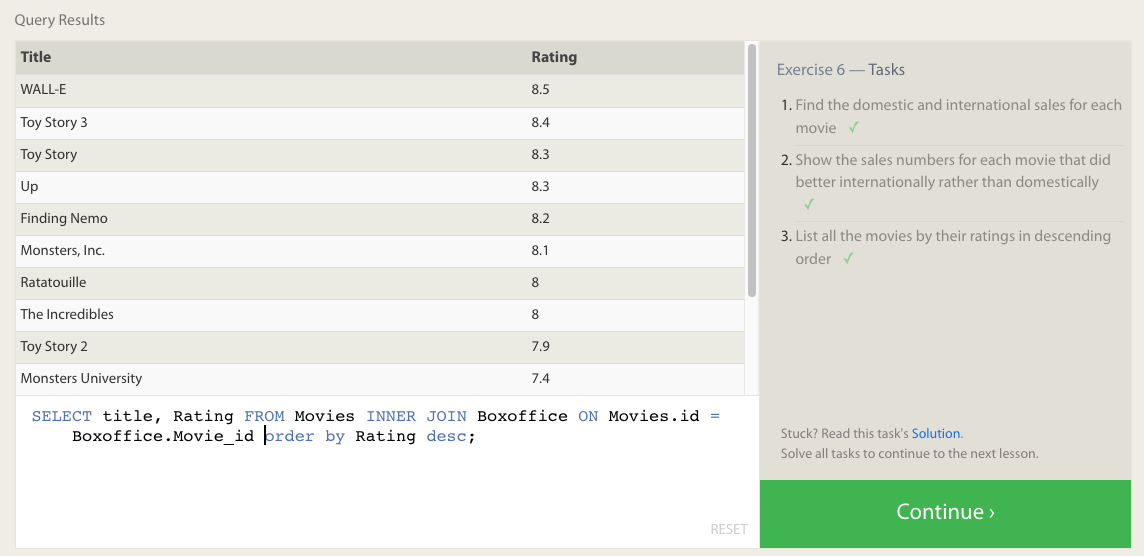 Query Results
Title Rating
WALL-E 8.5
Toy Story 3 8.4
Toy Story 8.3
Up 8.3
Finding Nemo 8.2
Monsters, Inc. 8.1
Ratatouille 8
The Incredibles 8
Toy Story 2 7.9
Monsters University 7.4
SELECT title, Rating FROM Movies INNER JOIN Boxoffice ON Movies.id =
Boxoffice.Movie_id order by Rating desc;
RESET
Exercise 6 — Tasks
1. Find the domestic and international sales for each
movie ✓
2. Show the sales numbers for each movie that did
better internationally rather than domestically
✓
3. List all the movies by their ratings in descending
order ✓
Stuck? Read this task's Solution.
Solve all tasks to continue to the next lesson.
Continue ›